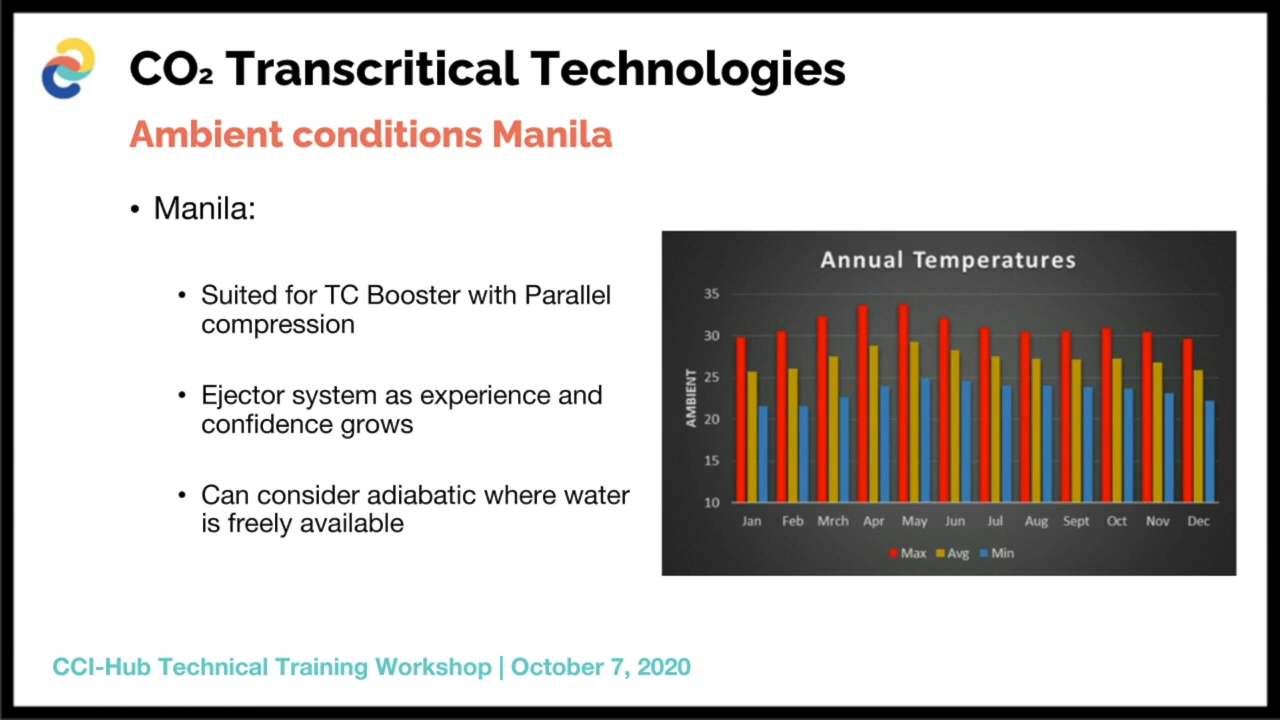 CO₂ Transcritical Technologies
Ambient conditions Manila
• Manila:
• Suited for TC Booster with Parallel
compression
• Ejector system as experience and
confidence grows
• Can consider adiabatic where water
is freely available
Annual Temperatures
AMBIENT
35
30
25
20
15
10
Jan Feb Mrch Apr May Jun Jul Aug Sept Oct Nov Dec
Max Avg Min
CCI-Hub Technical Training Workshop | October 7, 2020